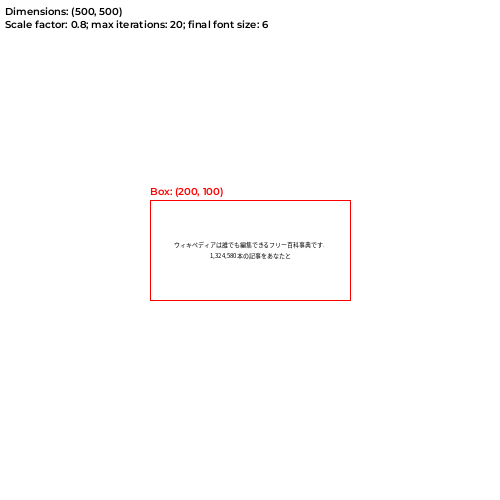 Dimensions: (500, 500)
Scale factor: 0.8; max iterations: 20; final font size: 6
Box: (200, 100)
ウィキペディアは誰でも編集できるフリー百科事典です.
1,324,580本の記事をあなたと